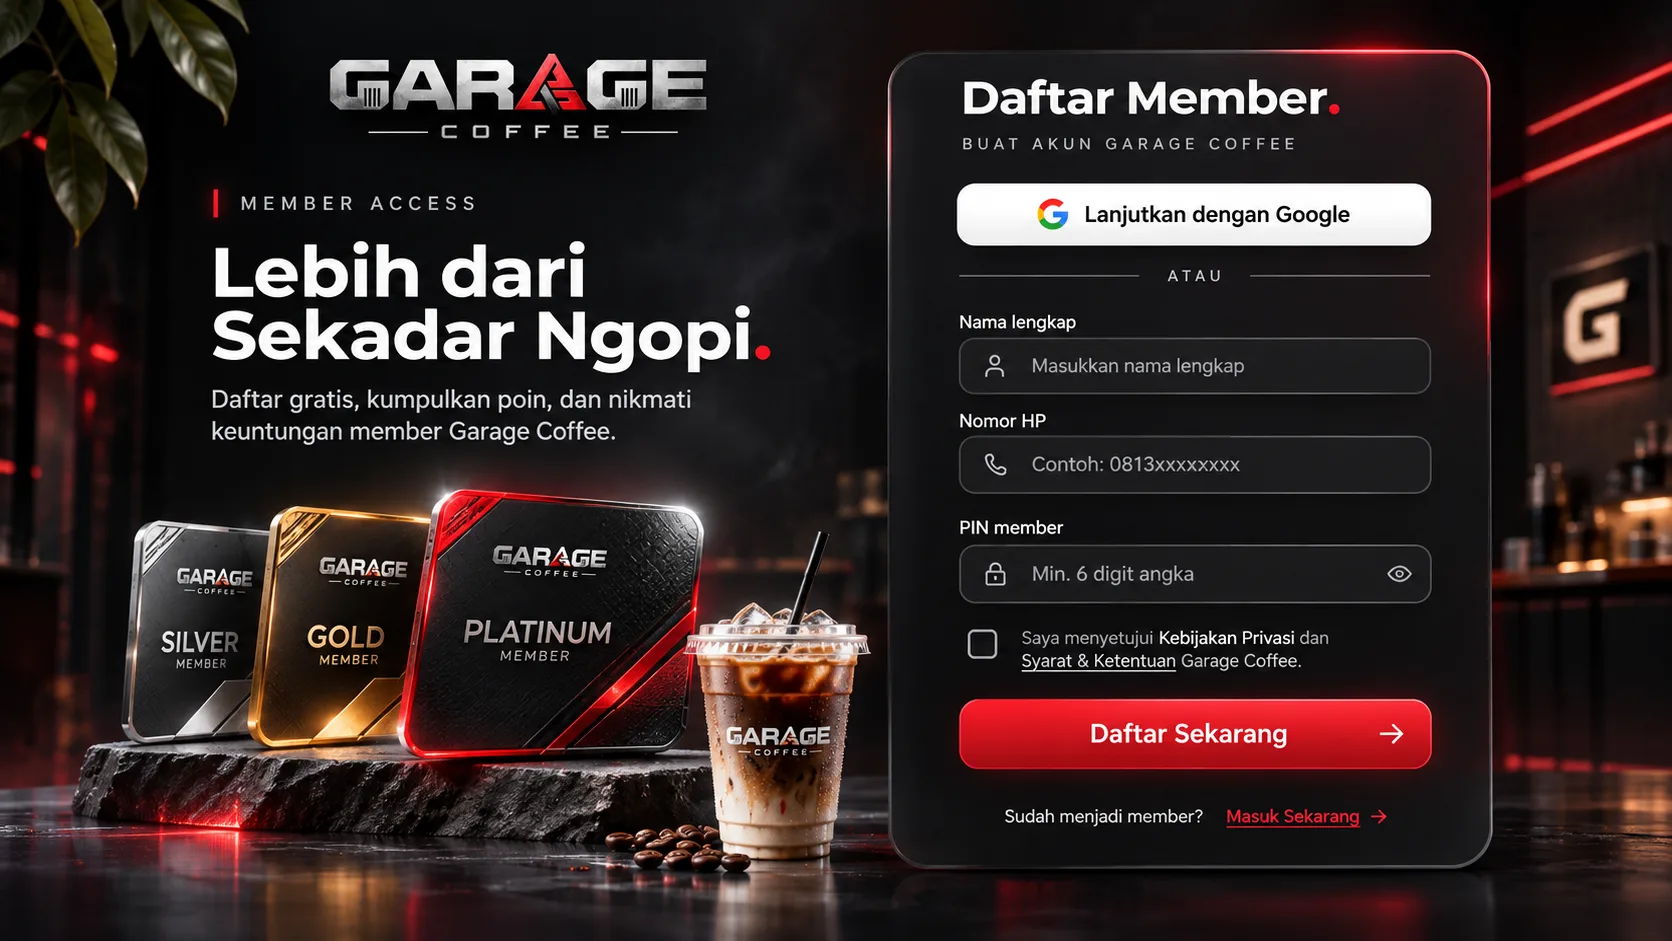 GARAGE
COFFEE
MEMBER ACCESS
Lebih dari
Sekadar Ngopi.
Daftar gratis, kumpulkan poin, dan nikmati
keuntungan member Garage Coffee.
GARAGE
COFFEE
SILVER
MEMBER
GARAGE
COFFEE
GOLD
MEMBER
GARAGE
COFFEE
PLATINUM
MEMBER
GARAGE
COFFEE
Daftar Member.
BUAT AKUN GARAGE COFFEE
G Lanjutkan dengan Google
ATAU
Nama lengkap
Masukkan nama lengkap
Nomor HP
Contoh: 0813xxxxxxxx
PIN member
Min. 6 digit angka
Saya menyetujui Kebijakan Privasi dan
Syarat & Ketentuan Garage Coffee.
Daftar Sekarang →
Sudah menjadi member? Masuk Sekarang →
G